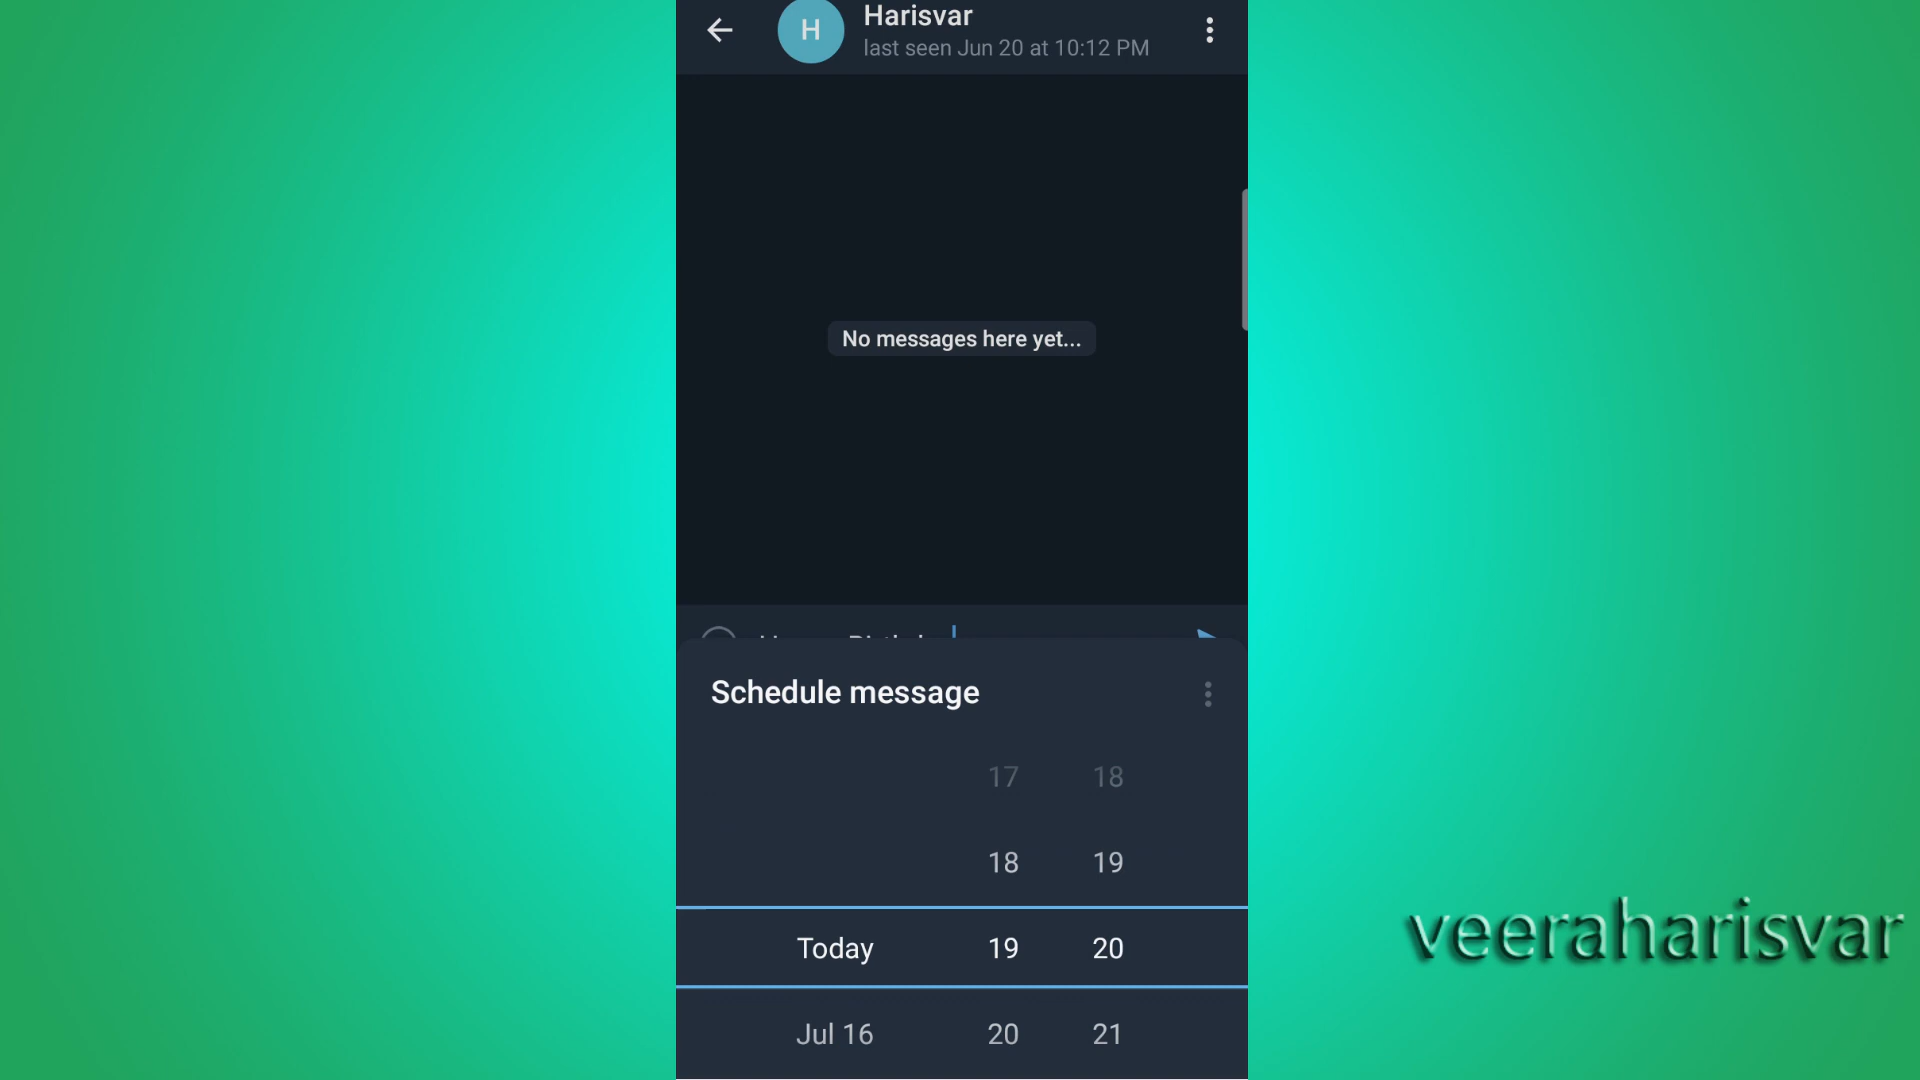 H
Harisvar
last seen Jun 20 at 10:12 PM
No messages here yet...
Schedule message
17 18
18 19
Today 19 20
Jul 16 20 21
veeraharisvar